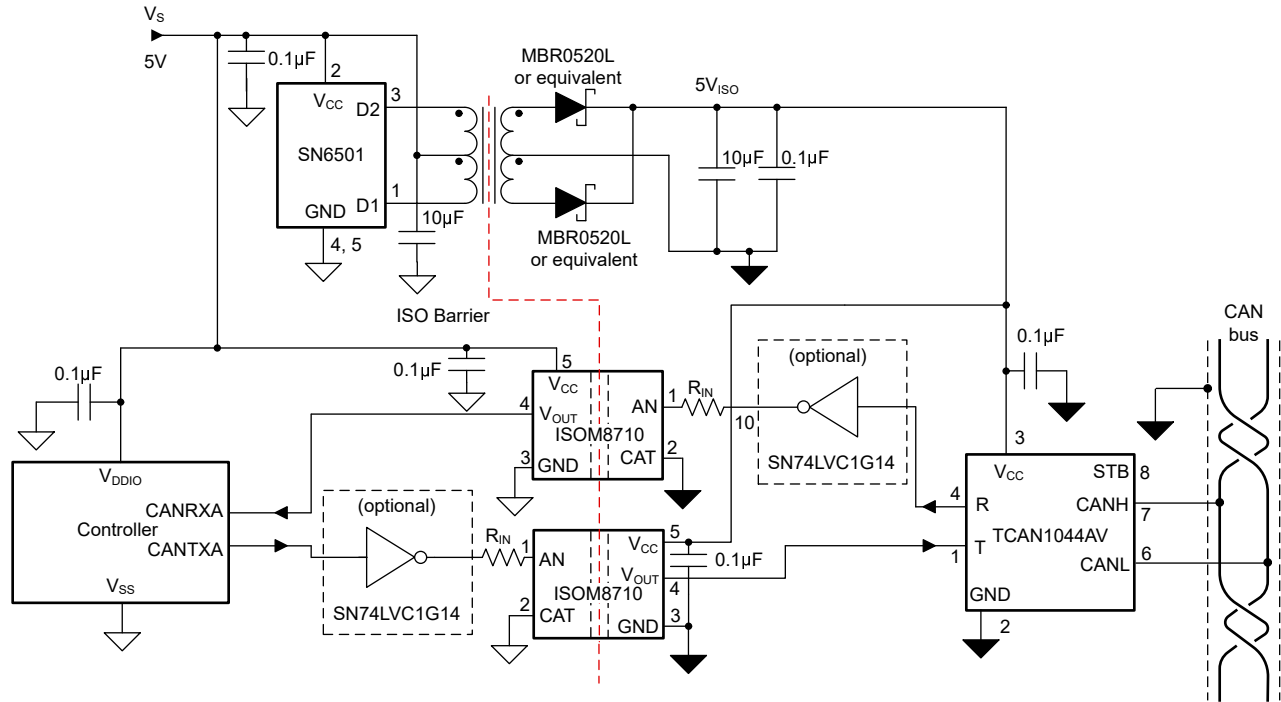 VS
5V
0.1µF
2
VCC
D2
3
SN6501
D1
1
GND
4, 5
10µF
MBR0520L
or equivalent
MBR0520L
or equivalent
5VISO
10µF
0.1µF
ISO Barrier
0.1µF
0.1µF
5
VCC
4
VOUT
ISOM8710
3
GND
AN
1
CAT
2
RIN
10
(optional)
SN74LVC1G14
0.1µF
CAN
bus
3
VCC
STB
8
4
R
CANH
7
TCAN1044AV
1
T
CANL
6
GND
2
VDDIO
CANRXA
Controller
CANTXA
VSS
(optional)
SN74LVC1G14
RIN
1
AN
ISOM8710
2
CAT
5
VCC
0.1µF
VOUT
4
GND
3